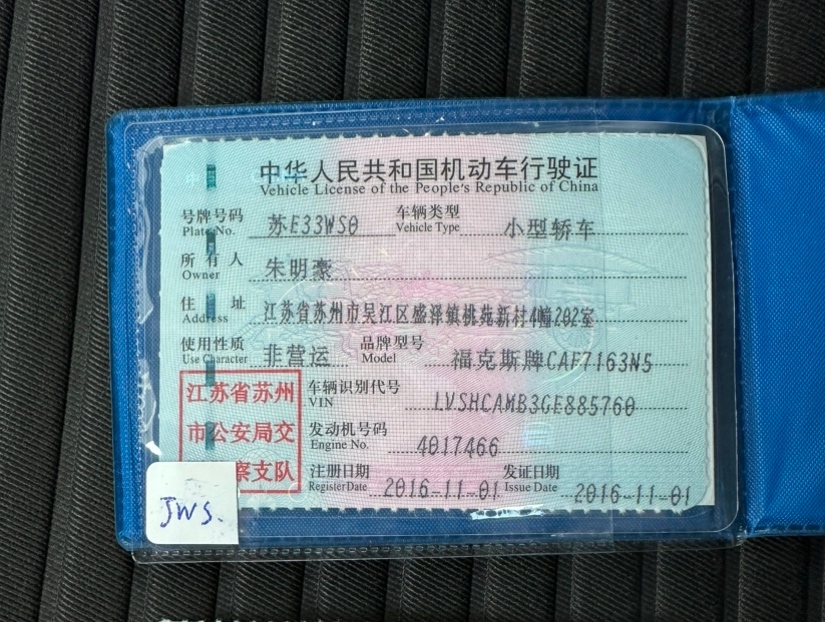 中华人民共和国机动车行驶证
Vehicle License of the People's Republic of China
号牌号码 苏E33WS0 车辆类型 小型轿车
Plate No. Vehicle Type
所有人 朱明豪
Owner
住址 江苏省苏州市吴江区盛泽镇桃苑新村4幢202室
Address
使用性质 非营运 品牌型号 福克斯牌CAF7163N5
Use Character Model
江苏省苏州
市公安局交
察支队
车辆识别代号 LVSHCAMB3GE885760
VIN
发动机号码 4017466
Engine No.
注册日期 2016-11-01 发证日期 2016-11-01
Register Date Issue Date
JWS.